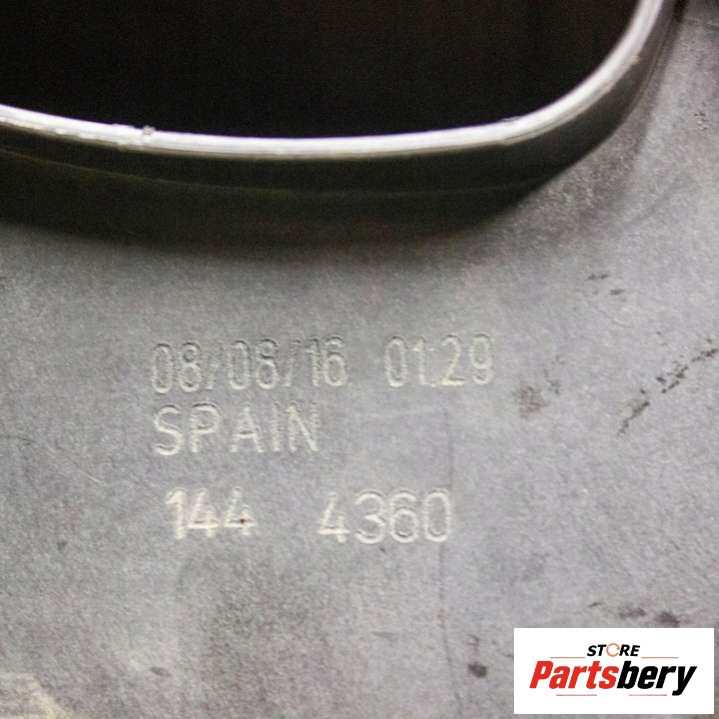 08/06/16 01:29
SPAIN
144 4360
STORE
Partsbery